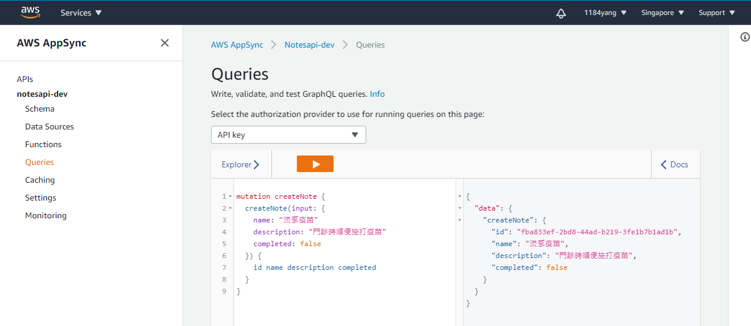 aws Services 1184yang Singapore Support
AWS AppSync
AWS AppSync Notesapi-dev Queries
APIs
notesapi-dev
Schema
Data Sources
Functions
Queries
Caching
Settings
Monitoring
Queries
Write, validate, and test GraphQL queries. Info
Select the authorization provider to use for running queries on this page:
API key
Explorer
Docs
1 mutation createNote {
2 createNote(input: {
3 name: "流感疫苗"
4 description: "門診時順便施打疫苗"
5 completed: false
6 }) {
7 id name description completed
8 }
9 }
{
"data": {
"createNote": {
"id": "fba833ef-2bd8-44ad-b219-3fe1b7b1ad1b",
"name": "流感疫苗",
"description": "門診時順便施打疫苗",
"completed": false
}
}
}